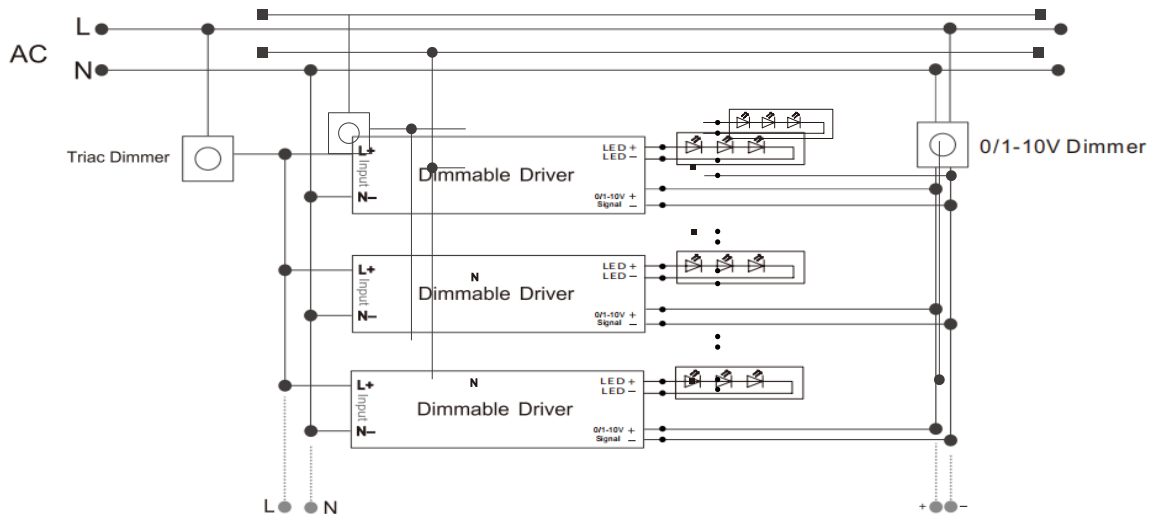 L
AC
N
Triac Dimmer
0/1-10V Dimmer
L+
Input
N–
Dimmable Driver
LED +
LED –
0/1-10V +
Signal –
L+
Input
N–
N
Dimmable Driver
LED +
LED –
0/1-10V +
Signal –
L+
Input
N–
N
Dimmable Driver
LED +
LED –
0/1-10V +
Signal –
L
N
+
–